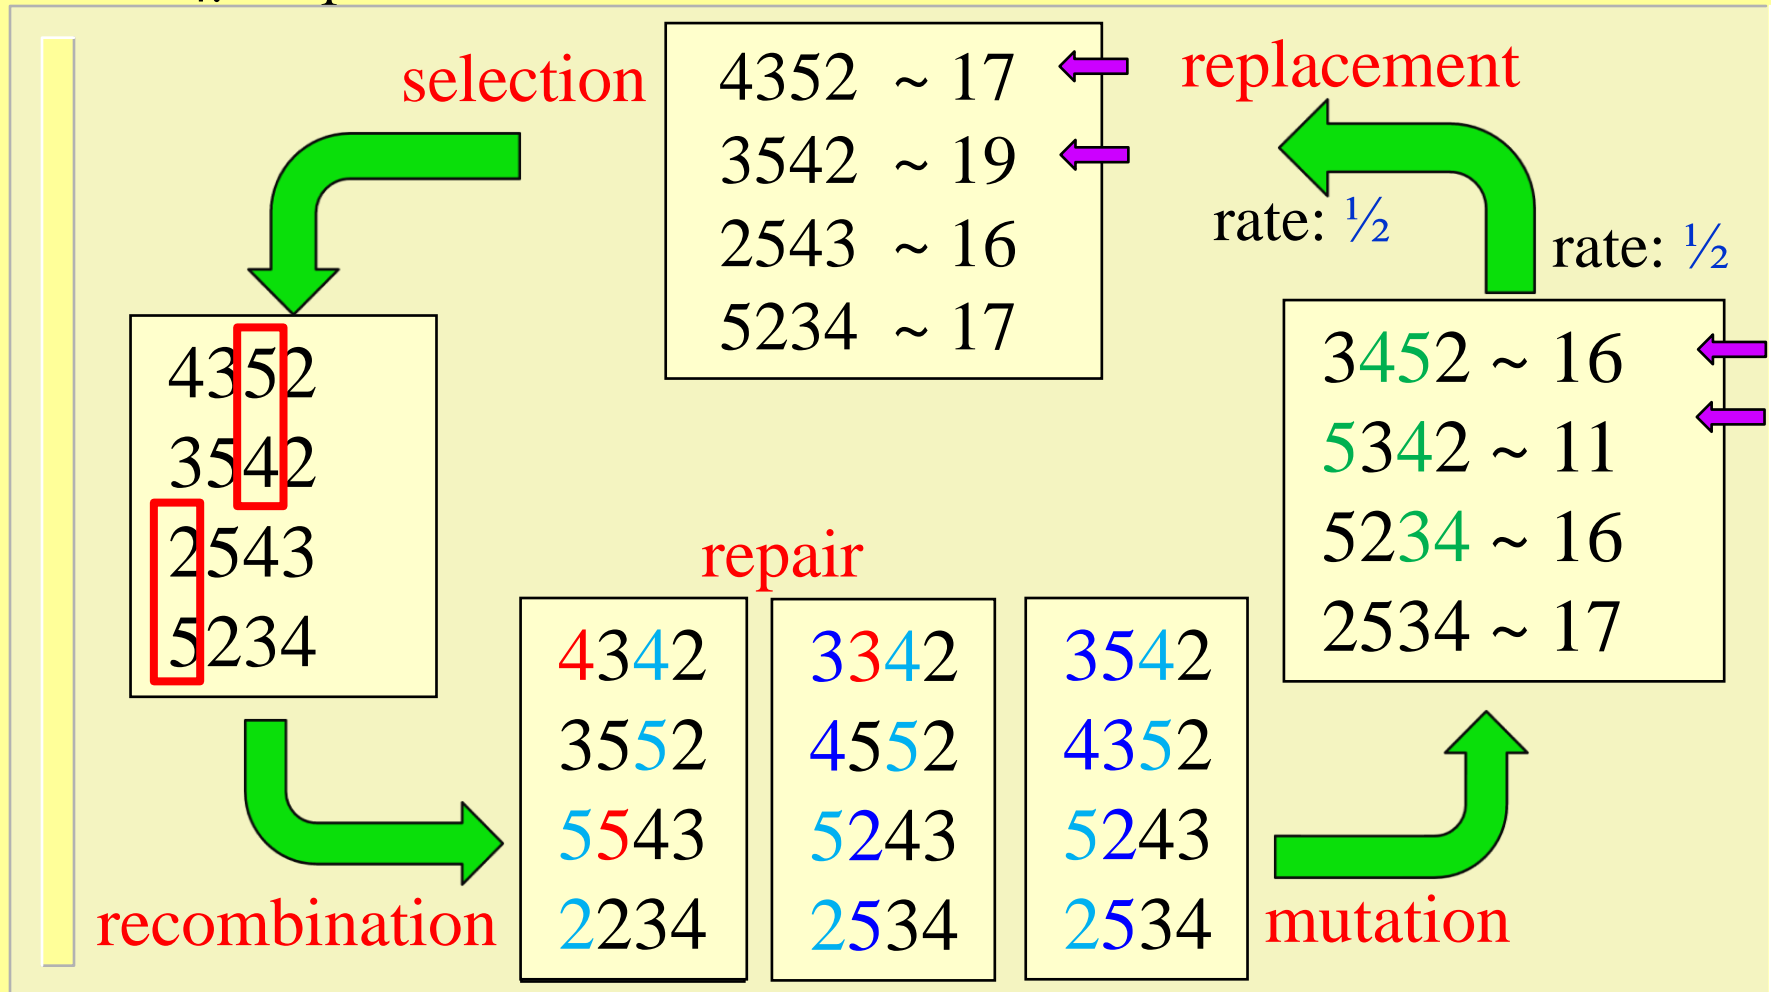 selection
4352 ~ 17
3542 ~ 19
2543 ~ 16
5234 ~ 17
replacement
rate: ½
rate: ½
4352
3542
2543
5234
recombination
repair
4342
3552
5543
2234
3342
4552
5243
2534
3542
4352
5243
2534
mutation
3452 ~ 16
5342 ~ 11
5234 ~ 16
2534 ~ 17